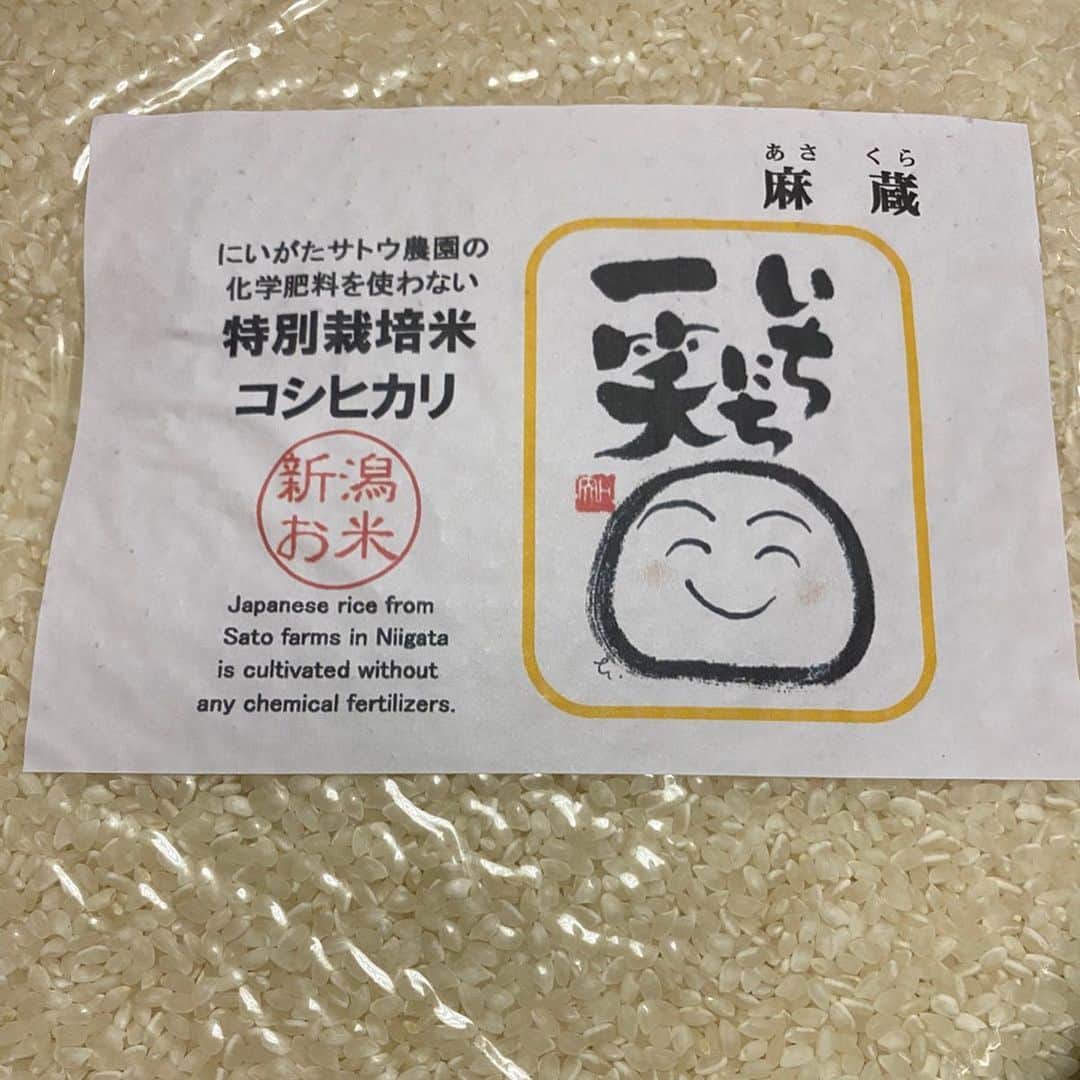 あさ くら
麻 蔵
にいがたサトウ農園の
化学肥料を使わない
特別栽培米
コシヒカリ
新潟
お米
Japanese rice from
Sato farms in Niigata
is cultivated without
any chemical fertilizers.
いち
にち
一笑